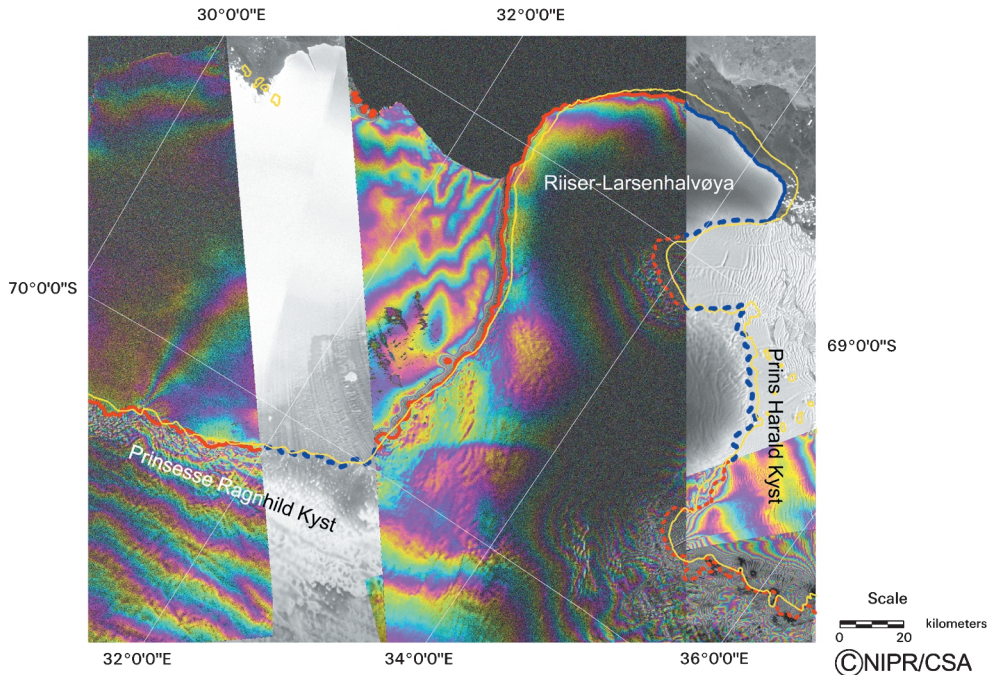 30°0'0"E
32°0'0"E
Riiser-Larsenhalvøya
70°0'0"S
69°0'0"S
Prins Harald Kyst
Prinsesse Ragnhild Kyst
Scale
0 20 kilometers
32°0'0"E
34°0'0"E
36°0'0"E
©NIPR/CSA